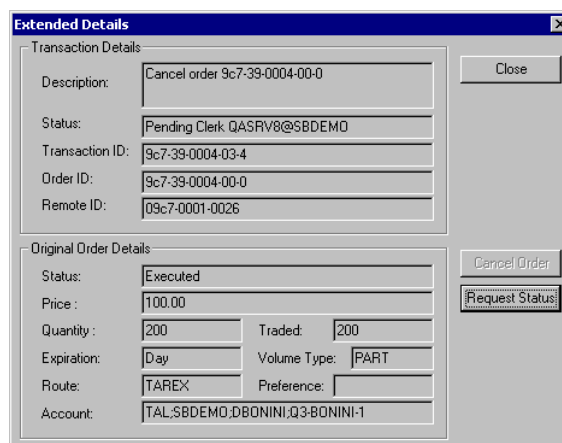 Extended Details
Transaction Details
Description: Cancel order 9c7-39-0004-00-0
Close
Status: Pending Clerk QASRV8@SBDEMO
Transaction ID: 9c7-39-0004-03-4
Order ID: 9c7-39-0004-00-0
Remote ID: 09c7-0001-0026
Original Order Details
Status: Executed
Cancel Order
Price : 100.00
Request Status
Quantity : 200 Traded: 200
Expiration: Day Volume Type: PART
Route: TAREX Preference:
Account: TAL;SBDEMO;DBONINI;Q3-BONINI-1